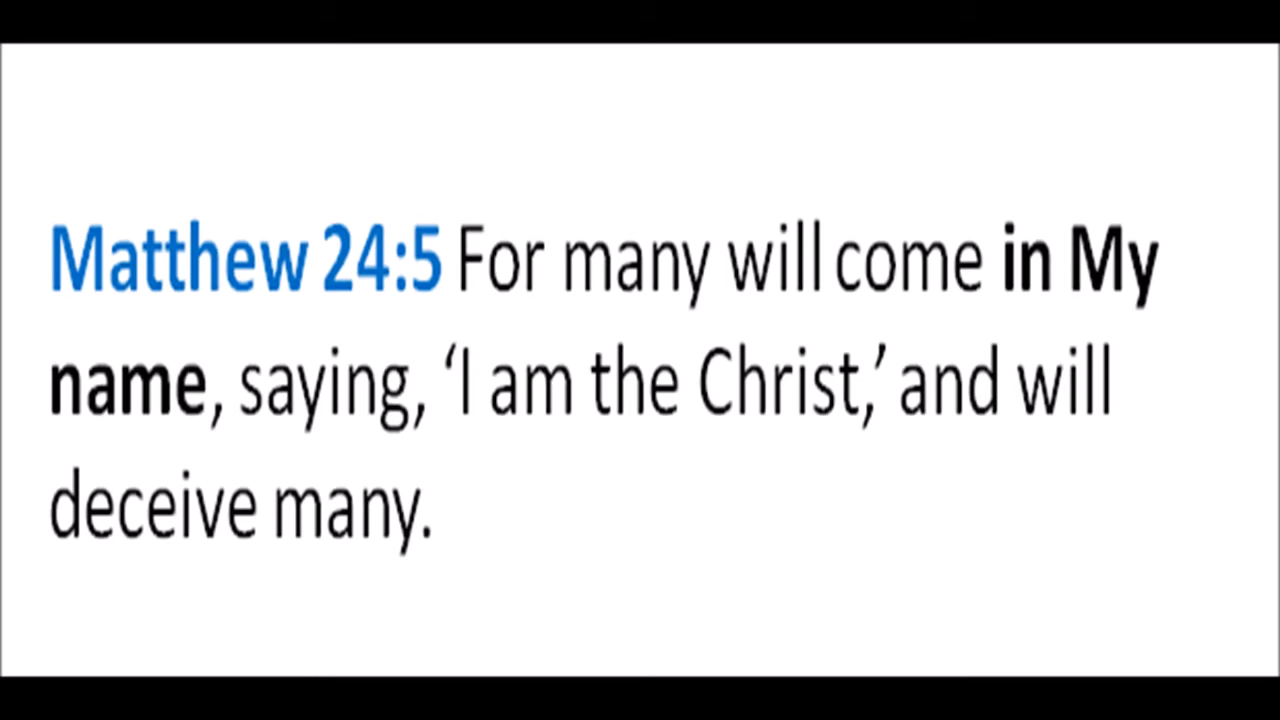 Matthew 24:5 For many will come in My
name, saying, ‘I am the Christ,’ and will
deceive many.